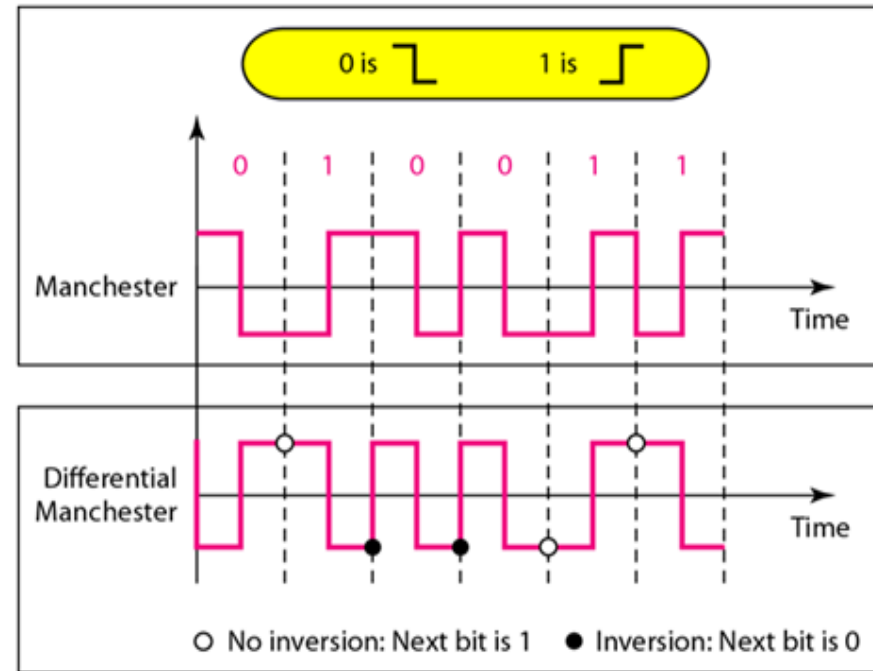 0 is 1 is
0 1 0 0 1 1
Manchester
Time
Differential
Manchester
Time
No inversion: Next bit is 1 Inversion: Next bit is 0